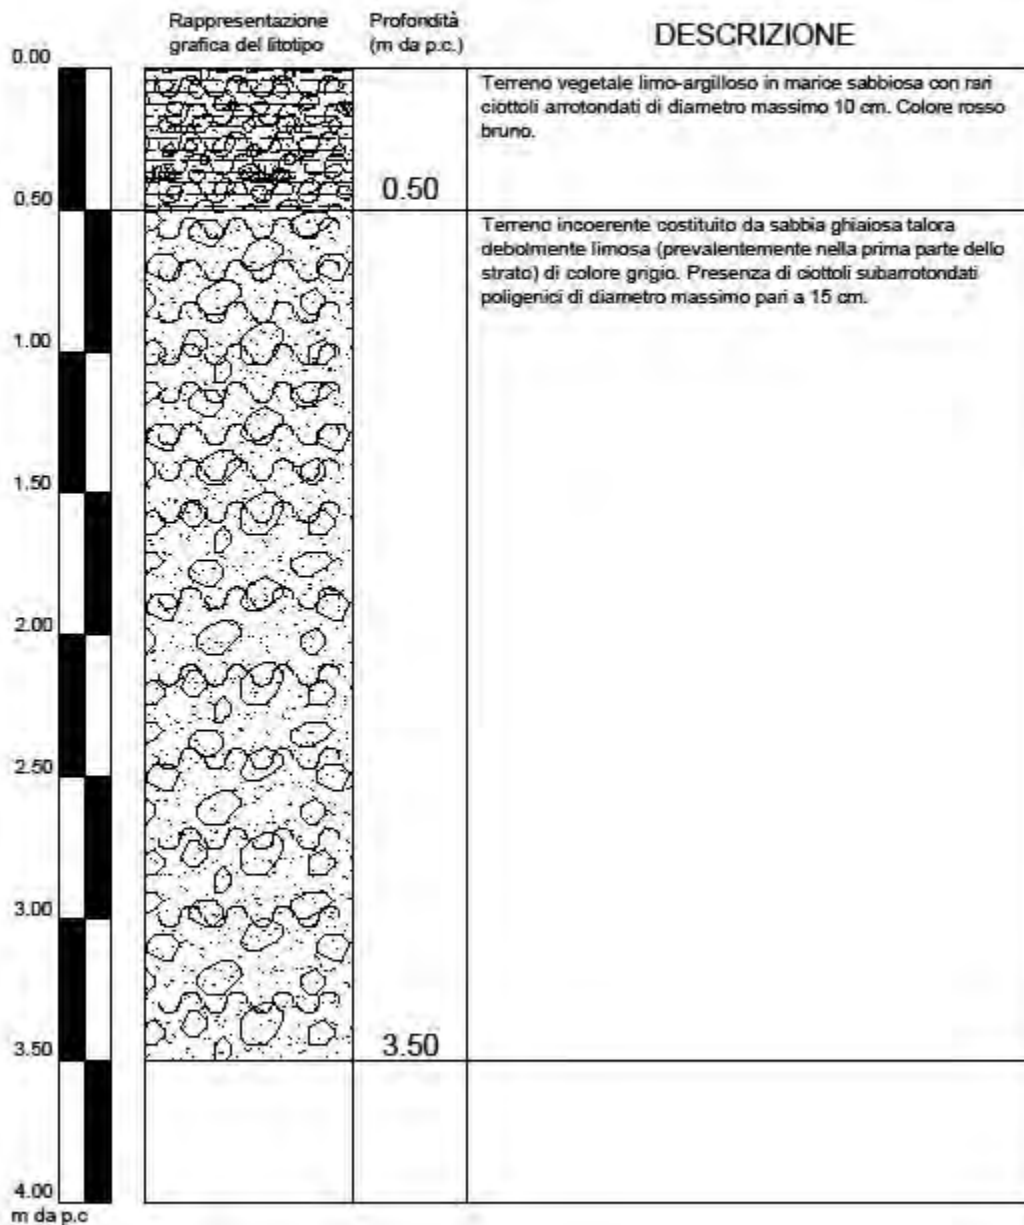 Rappresentazione
grafica del litotipo
Profondità
(m da p.c.)
DESCRIZIONE
0.00
Terreno vegetale limo-argilloso in matrice sabbiosa con rari
ciottoli arrotondati di diametro massimo 10 cm. Colore rosso
bruno.
0.50
0.50
Terreno incoerente costituito da sabbia ghiaiosa talora
debolmente limosa (prevalentemente nella prima parte dello
strato) di colore grigio. Presenza di ciottoli subarrotondati
poligenici di diametro massimo pari a 15 cm.
1.00
1.50
2.00
2.50
3.00
3.50
3.50
4.00
m da p.c